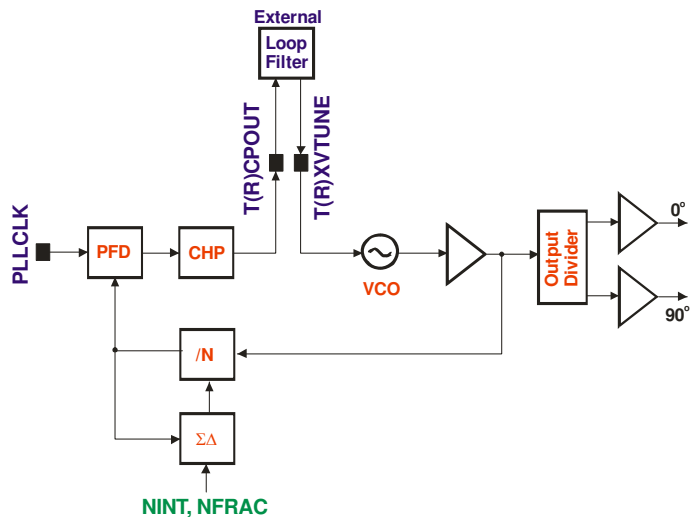 External
Loop
Filter
T(R)CPOUT
T(R)XVTUNE
PLLCLK
PFD
CHP
VCO
Output
Divider
0°
90°
/N
ΣΔ
NINT, NFRAC